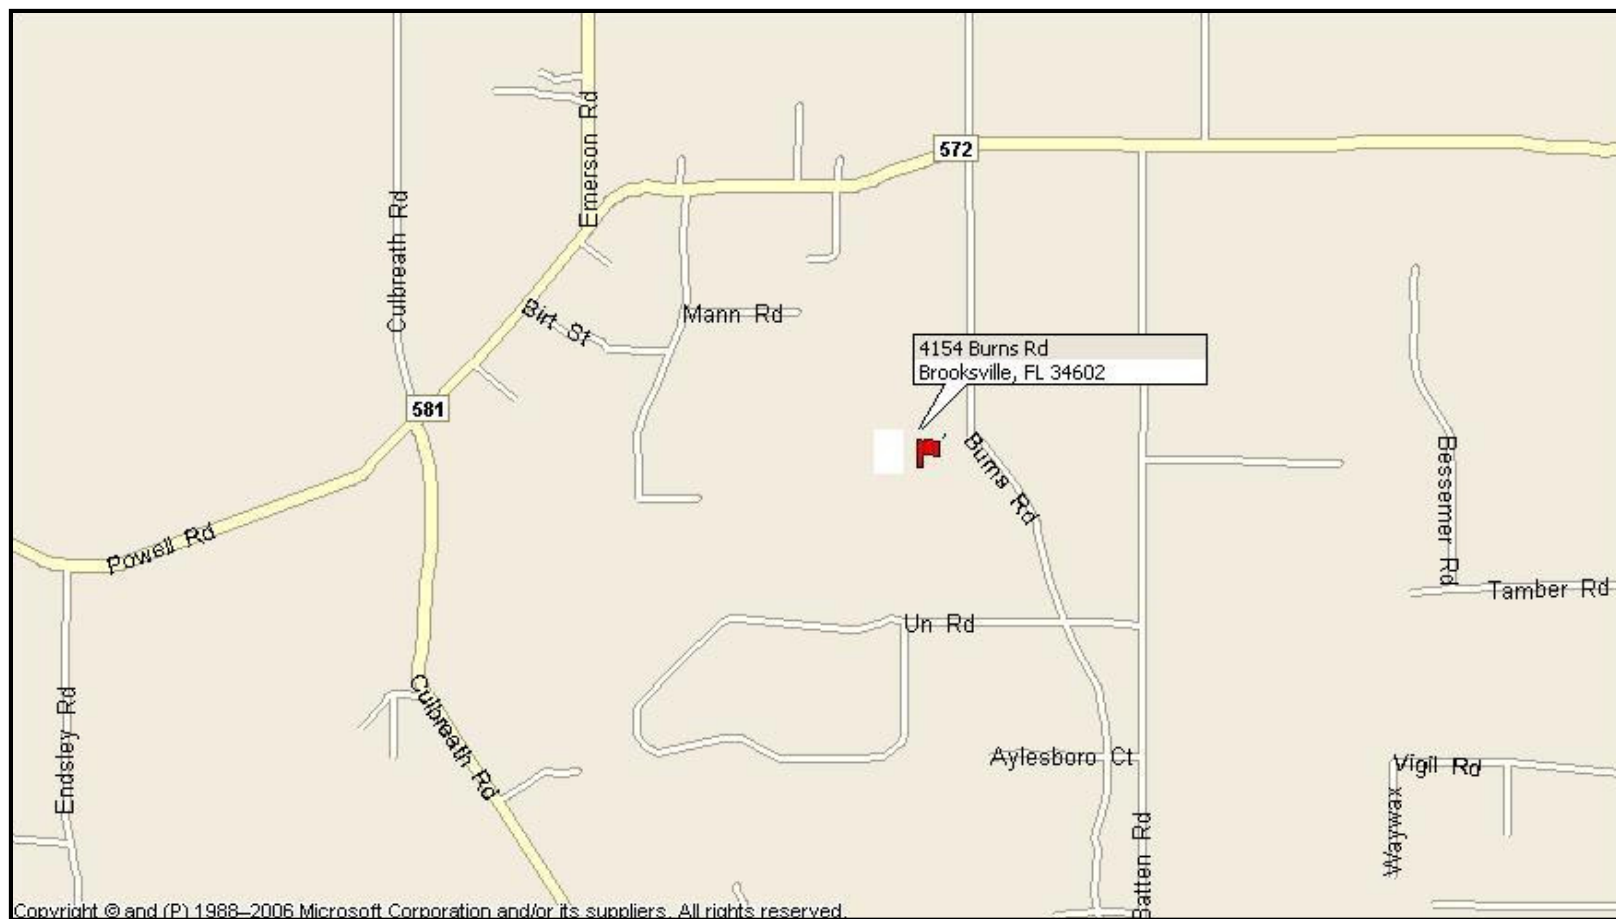 Emerson Rd
572
Culbreath Rd
Mann Rd
Birt St
4154 Burns Rd
Brooksville, FL 34602
581
Burns Rd
Bessemer Rd
Powell Rd
Tamber Rd
Un Rd
Culbreath Rd
Endsley Rd
Aylesboro Ct
Vigil Rd
Waywax
Batten Rd
Copyright © and (P) 1988–2006 Microsoft Corporation and/or its suppliers. All rights reserved.